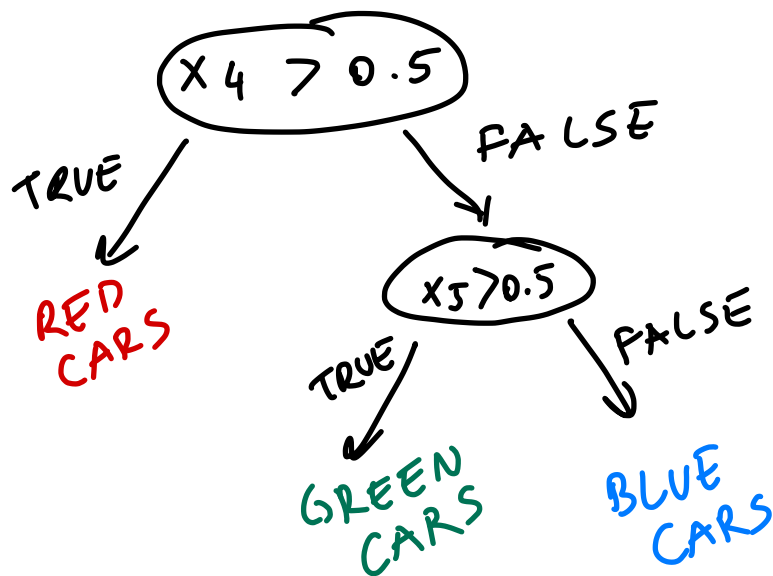 x4 > 0.5
TRUE
FALSE
x5>0.5
RED
CARS
TRUE
FALSE
GREEN
CARS
BLUE
CARS